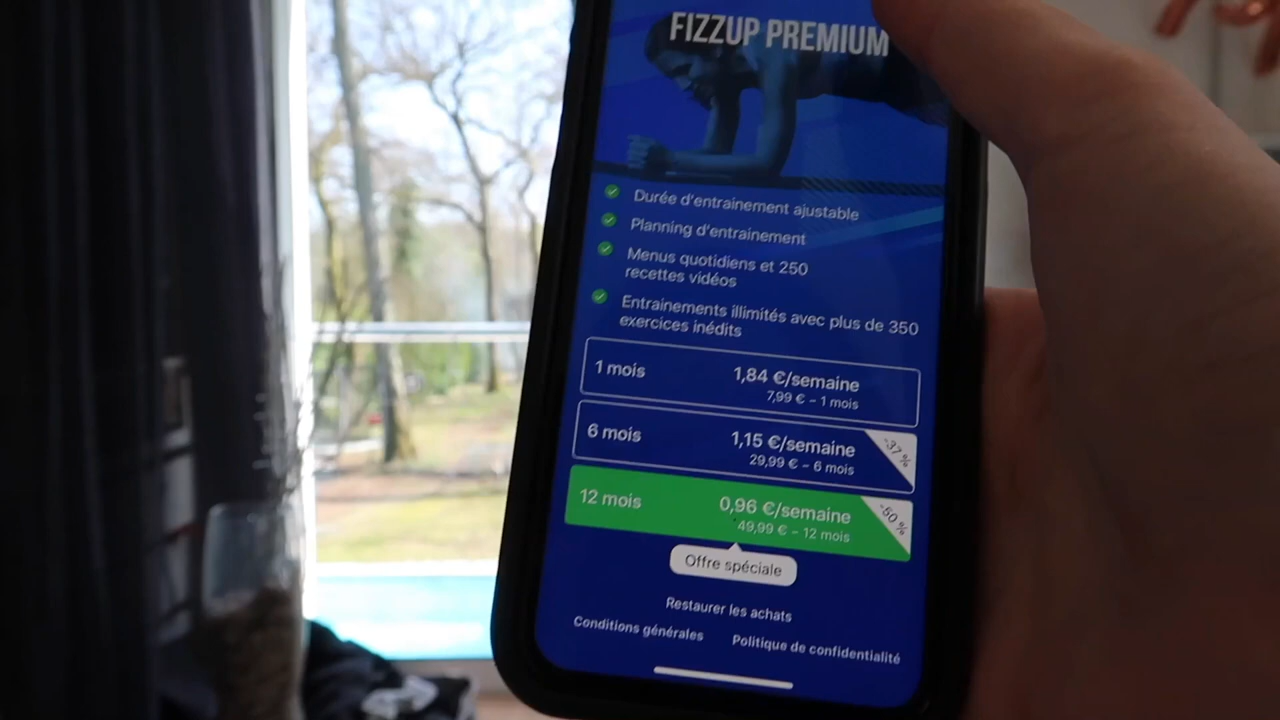 FIZZUP PREMIUM
Durée d'entrainement ajustable
Planning d'entrainement
Menus quotidiens et 250
recettes vidéos
Entrainements illimités avec plus de 350
exercices inédits
1 mois
1,84 €/semaine
7,99 € – 1 mois
6 mois
1,15 €/semaine
29,99 € – 6 mois
-37 %
12 mois
0,96 €/semaine
49,99 € – 12 mois
-50 %
Offre spéciale
Restaurer les achats
Conditions générales
Politique de confidentialité